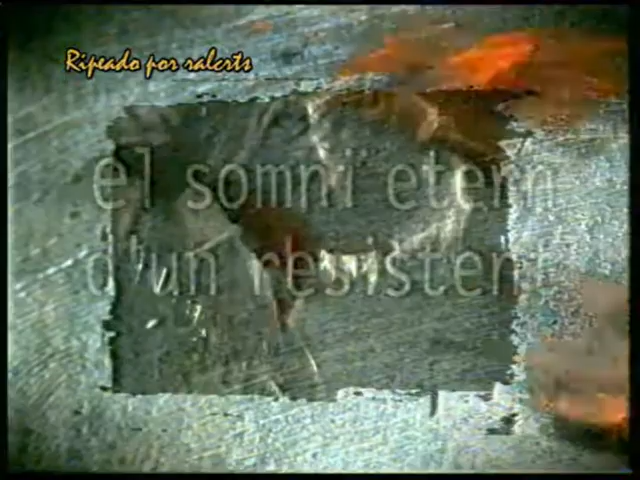 Ripeado por ralcrts
el somni etern
d'un resistent